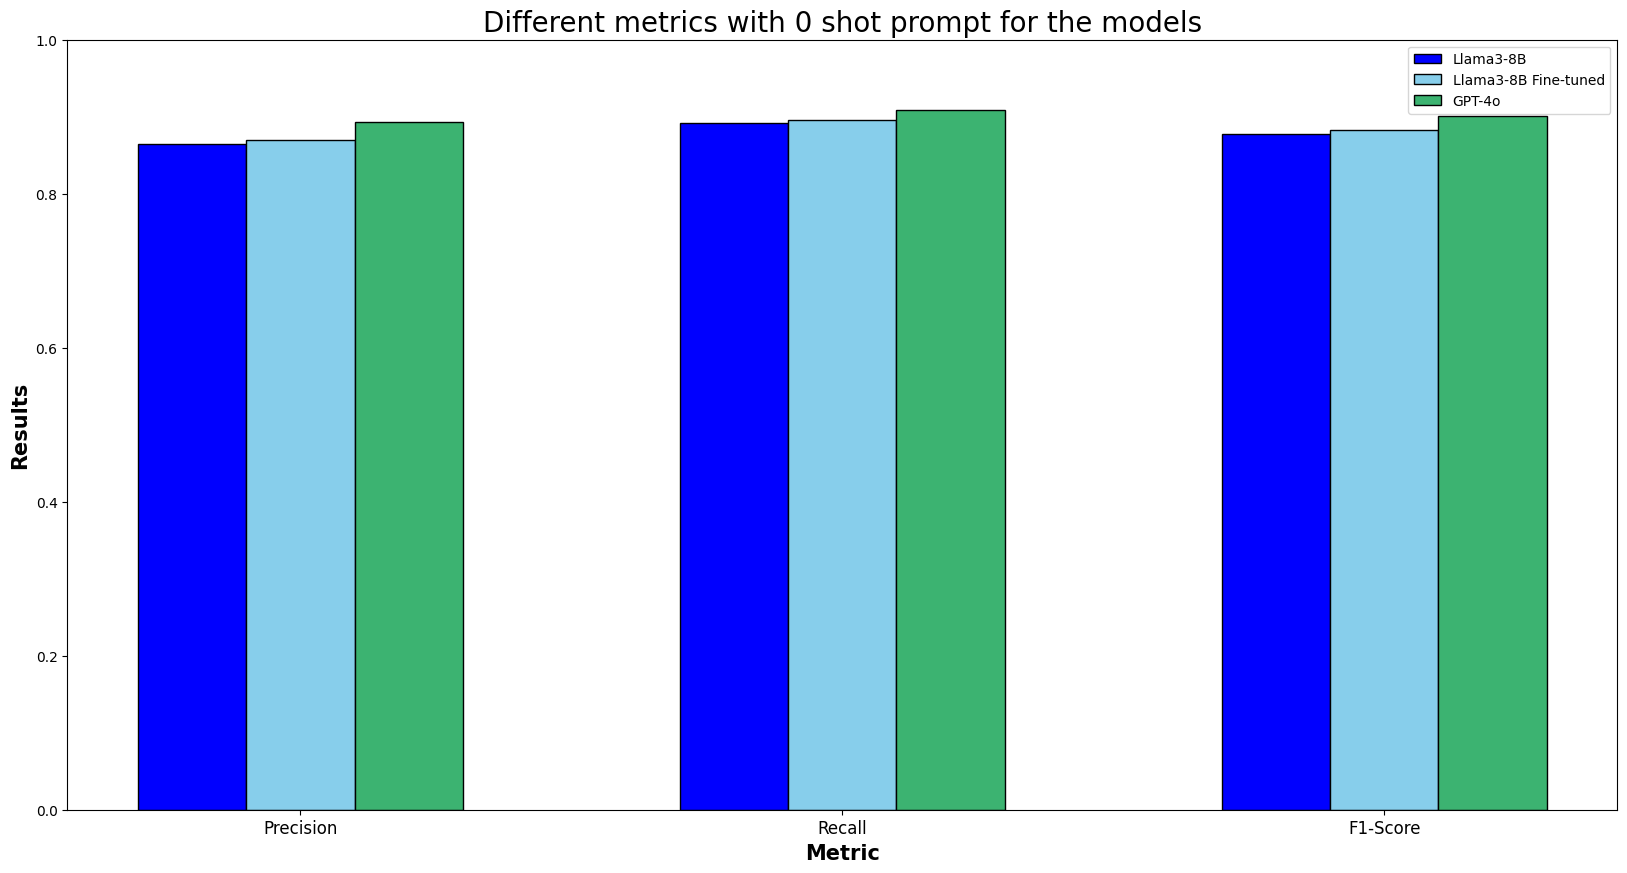 Different metrics with 0 shot prompt for the models
Llama3-8B
Llama3-8B Fine-tuned
GPT-4o
1.0
0.8
0.6
0.4
0.2
0.0
Results
Precision
Recall
F1-Score
Metric